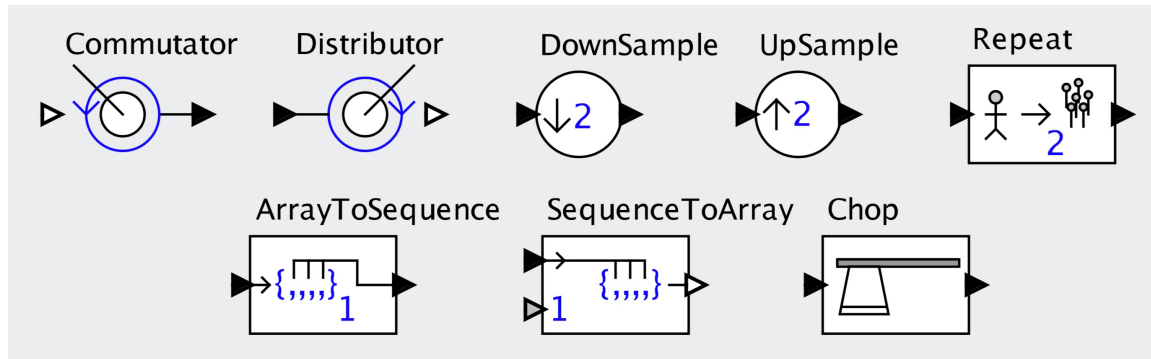 Commutator
Distributor
DownSample
UpSample
Repeat
2
2
2
ArrayToSequence
SequenceToArray
Chop
{,,,,}
1
{,,,,}
1